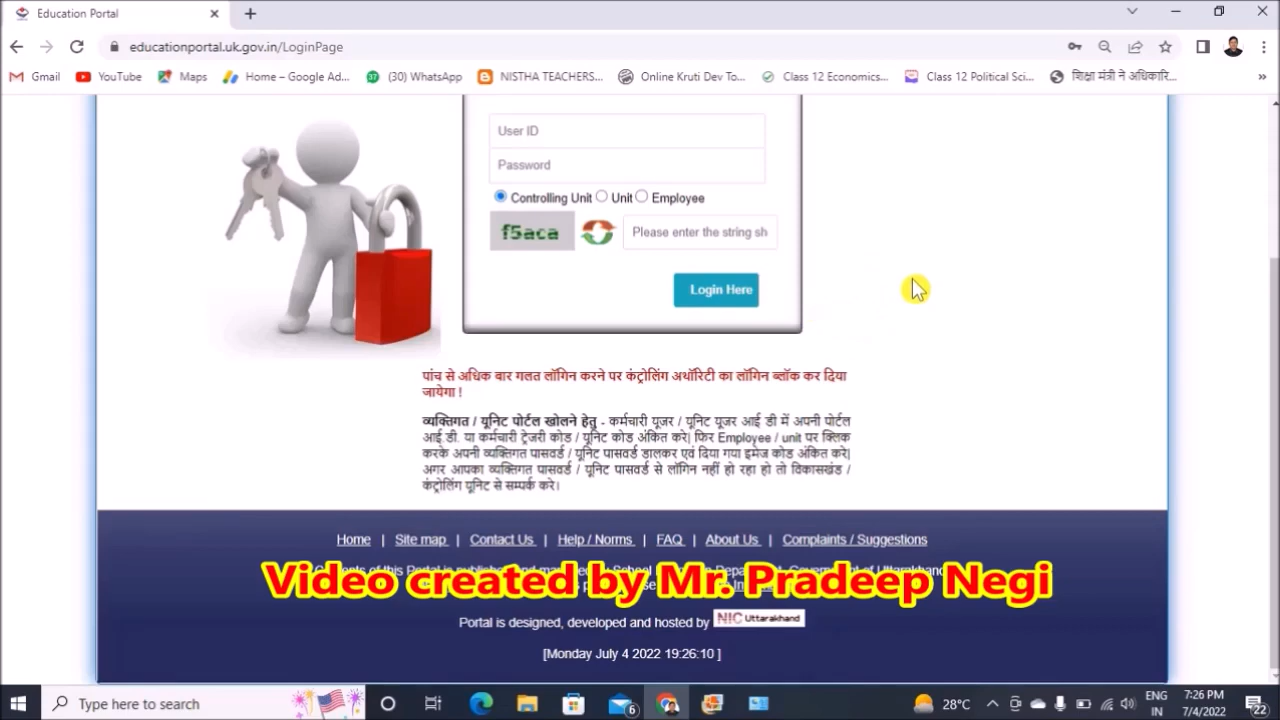 Education Portal
educationportal.uk.gov.in/LoginPage
Gmail YouTube Maps Home – Google Ad... (30) WhatsApp NISTHA TEACHERS... Online Kruti Dev To... Class 12 Economics... Class 12 Political Sci... शिक्षा मंत्री ने अधिकारि... »
User ID
Password
Controlling Unit Unit Employee
f5aca Please enter the string sh
Login Here
पांच से अधिक बार गलत लॉगिन करने पर कंट्रोलिंग अथॉरिटी का लॉगिन ब्लॉक कर दिया
जायेगा !
व्यक्तिगत / यूनिट पोर्टल खोलने हेतु - कर्मचारी यूजर / यूनिट यूजर आई डी में अपनी पोर्टल
आई.डी. या कर्मचारी ट्रेजरी कोड / यूनिट कोड अंकित करे| फिर Employee / unit पर क्लिक
करके अपनी व्यक्तिगत पासवर्ड / यूनिट पासवर्ड डालकर एवं दिया गया इमेज कोड अंकित करे|
अगर आपका व्यक्तिगत पासवर्ड / यूनिट पासवर्ड से लॉगिन नहीं हो रहा हो तो विकासखंड /
कंट्रोलिंग यूनिट से सम्पर्क करे।
Home | Site map | Contact Us | Help / Norms | FAQ | About Us | Complaints / Suggestions
Video created by Mr. Pradeep Negi
Portal is designed, developed and hosted by NIC Uttarakhand
[Monday July 4 2022 19:26:10 ]
Type here to search 6 28°C ENG 7:26 PM
IN 7/4/2022 22